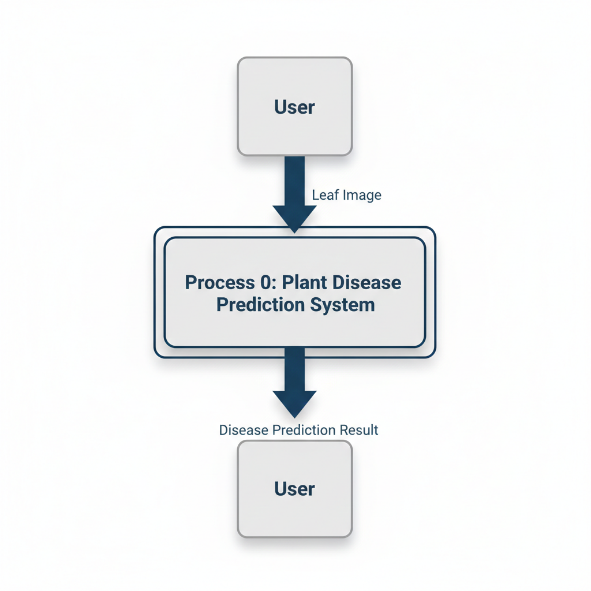 User
Leaf Image
Process 0: Plant Disease
Prediction System
Disease Prediction Result
User